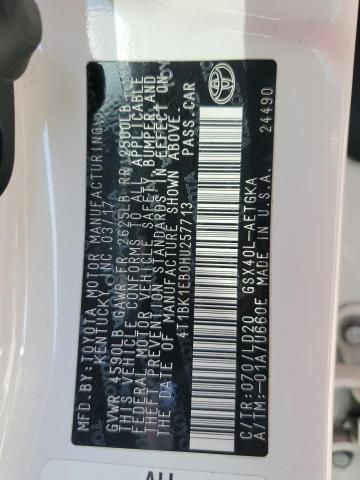 MFD.BY:TOYOTA MOTOR MANUFACTURING,
KENTUCKY, INC. 03/17
GVWR 4590LB GAWR FR 2625LB RR 2500LB
THIS VEHICLE CONFORMS TO ALL APPLICABLE
FEDERAL MOTOR VEHICLE SAFETY, BUMPER, AND
THEFT PREVENTION STANDARDS IN EFFECT ON
THE DATE OF MANUFACTURE SHOWN ABOVE.
4T1BK1EB0HU257713 PASS.CAR
C/TR:070/LD20 GSX40L-AETGKA
A/TM:-01A/U660E MADE IN U.S.A.
24490